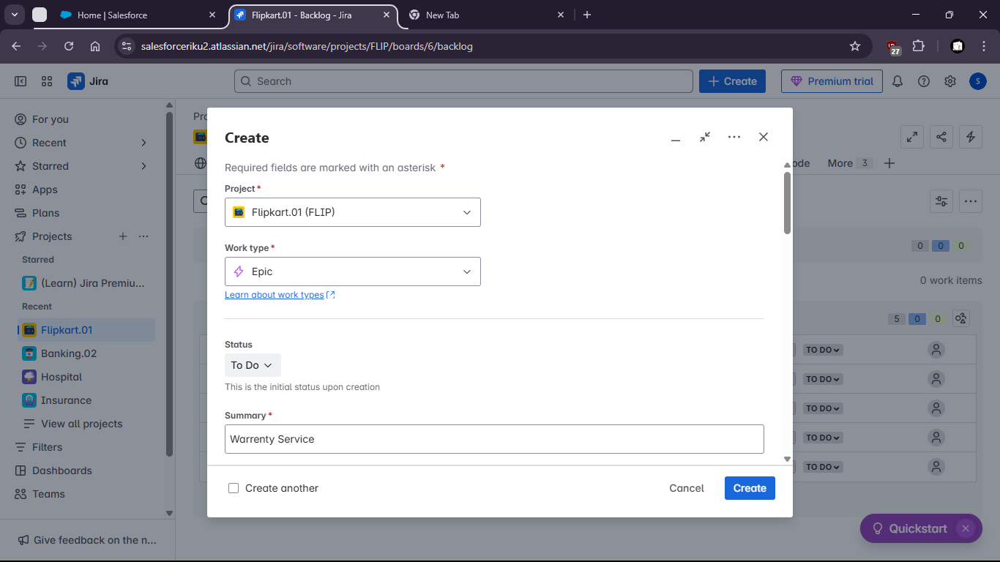 Home | Salesforce
Flipkart.01 - Backlog - Jira
New Tab
salesforceriku2.atlassian.net/jira/software/projects/FLIP/boards/6/backlog
27
Jira
Search
Create
Premium trial
S
For you
Recent
Starred
Apps
Plans
Projects
Starred
(Learn) Jira Premiu...
Recent
Flipkart.01
Banking.02
Hospital
Insurance
View all projects
Filters
Dashboards
Teams
Give feedback on the n...
More 3
0 0 0
0 work items
5 0 0
TO DO
TO DO
TO DO
TO DO
TO DO
Quickstart
Create
Required fields are marked with an asterisk *
Project *
Flipkart.01 (FLIP)
Work type *
Epic
Learn about work types
Status
To Do
This is the initial status upon creation
Summary *
Warrenty Service
Create another
Cancel
Create